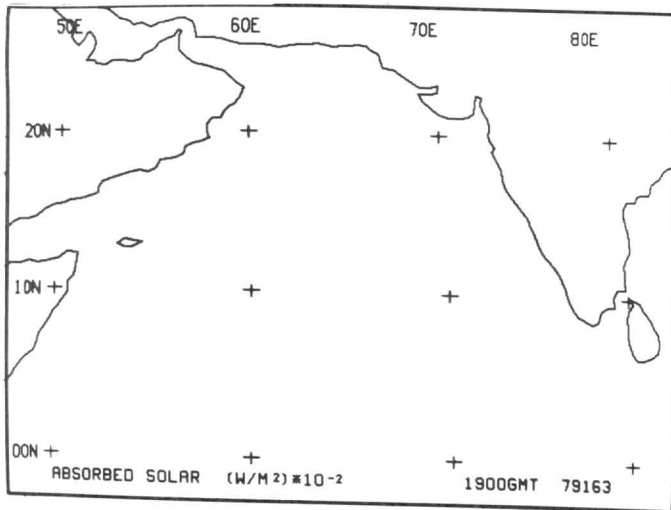 50E 60E 70E 80E
20N
10N
00N
ABSORBED SOLAR (W/M²)*10⁻² 1900GMT 79163